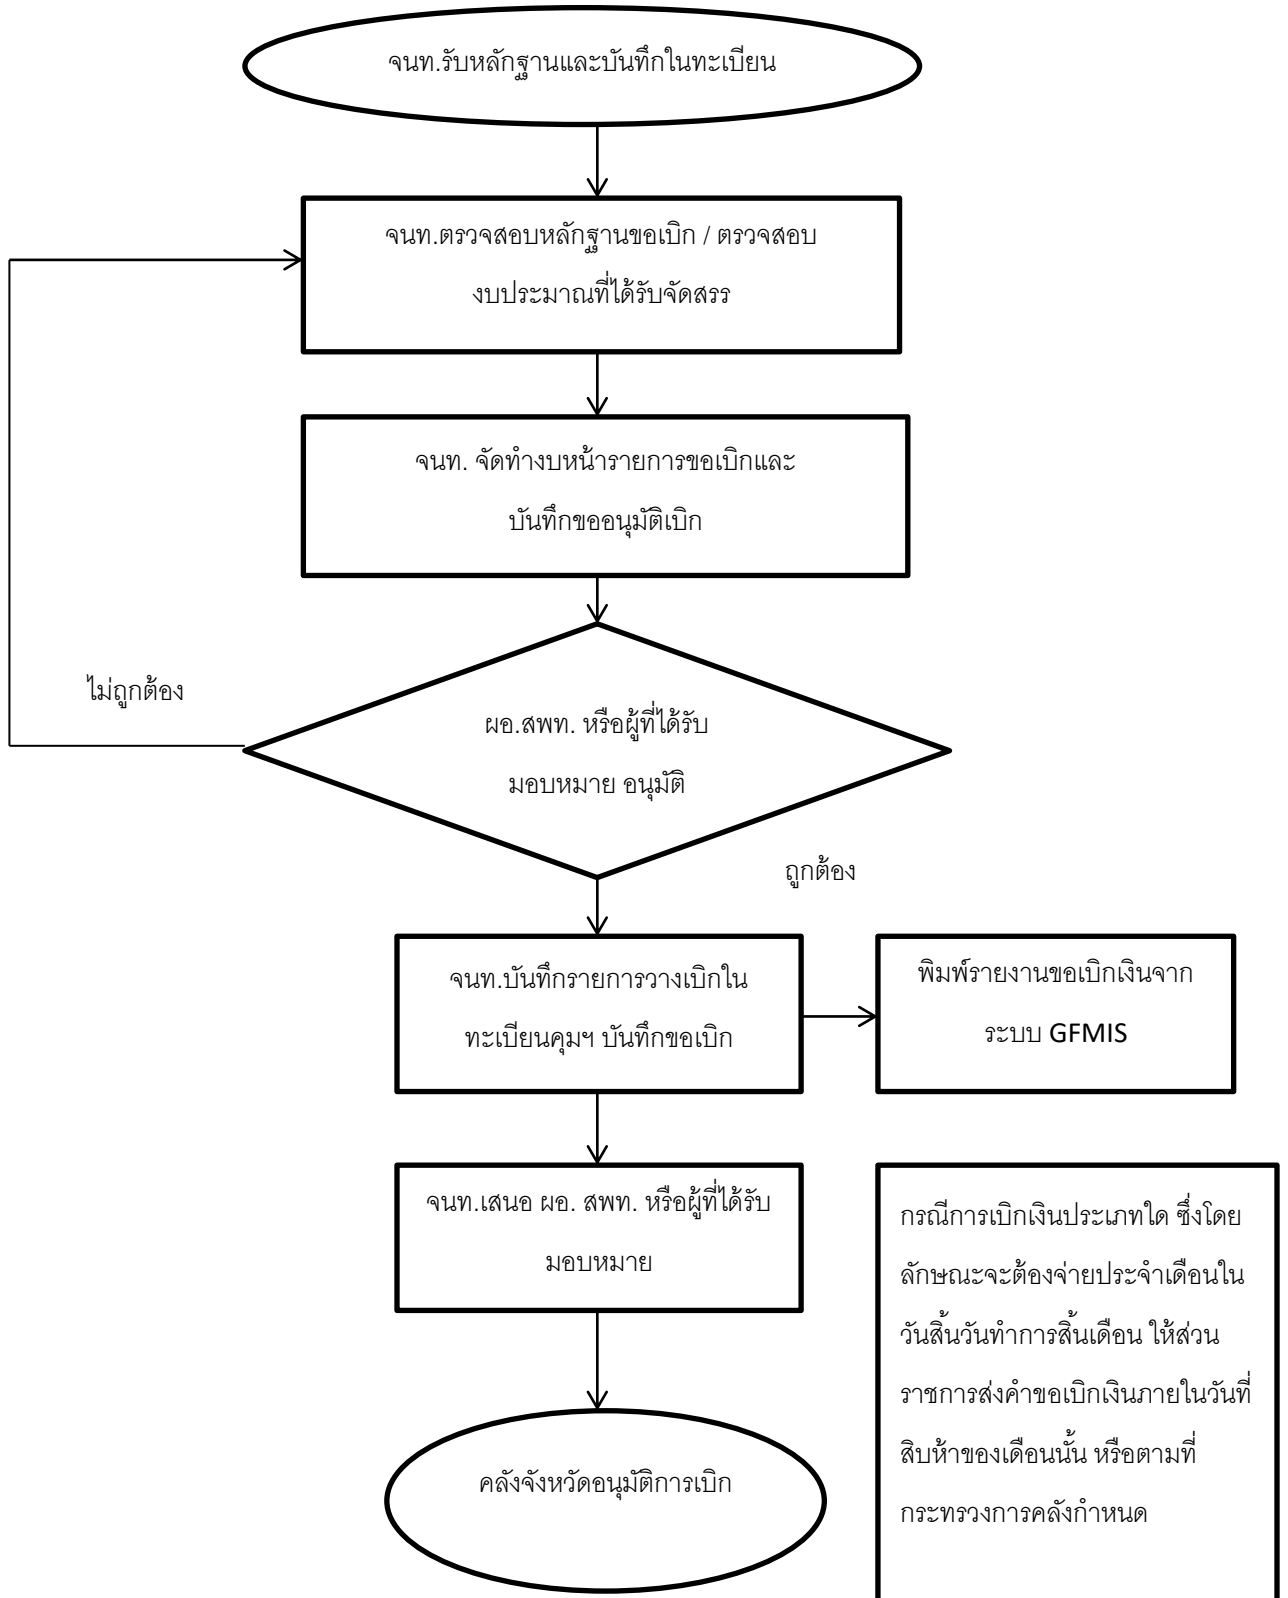 จนท.รับหลักฐานและบันทึกในทะเบียน
จนท.ตรวจสอบหลักฐานขอเบิก / ตรวจสอบ
งบประมาณที่ได้รับจัดสรร
จนท. จัดทำงบหน้ารายการขอเบิกและ
บันทึกขออนุมัติเบิก
ไม่ถูกต้อง
ผอ.สพท. หรือผู้ที่ได้รับ
มอบหมาย อนุมัติ
ถูกต้อง
จนท.บันทึกรายการวางเบิกใน
ทะเบียนคุมฯ บันทึกขอเบิก
พิมพ์รายงานขอเบิกเงินจาก
ระบบ GFMIS
จนท.เสนอ ผอ. สพท. หรือผู้ที่ได้รับ
มอบหมาย
กรณีการเบิกเงินประเภทใด ซึ่งโดย
ลักษณะจะต้องจ่ายประจำเดือนใน
วันสิ้นวันทำการสิ้นเดือน ให้ส่วน
ราชการส่งคำขอเบิกเงินภายในวันที่
สิบห้าของเดือนนั้น หรือตามที่
กระทรวงการคลังกำหนด
คลังจังหวัดอนุมัติการเบิก